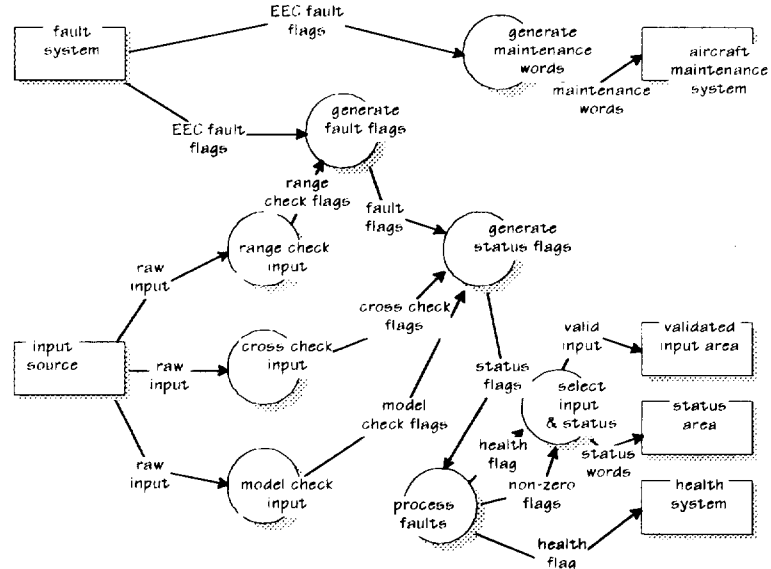 fault
system
EEC fault
flags
generate
maintenance
words
maintenance
words
aircraft
maintenance
system
EEC fault
flags
generate
fault flags
range
check flags
fault
flags
generate
status flags
raw
input
range check
input
input
source
raw
input
cross check
input
cross check
flags
raw
input
model check
input
model
check flags
status
flags
valid
input
validated
input area
select
input
& status
status
area
status
words
health
flag
non-zero
flags
process
faults
health
flag
health
system